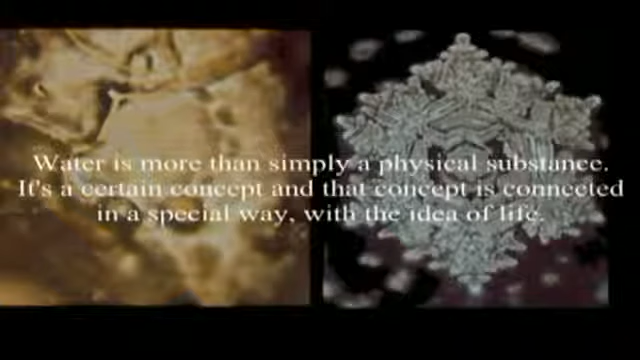 Water is more than simply a physical substance.
It's a certain concept and that concept is connected
in a special way, with the idea of life.